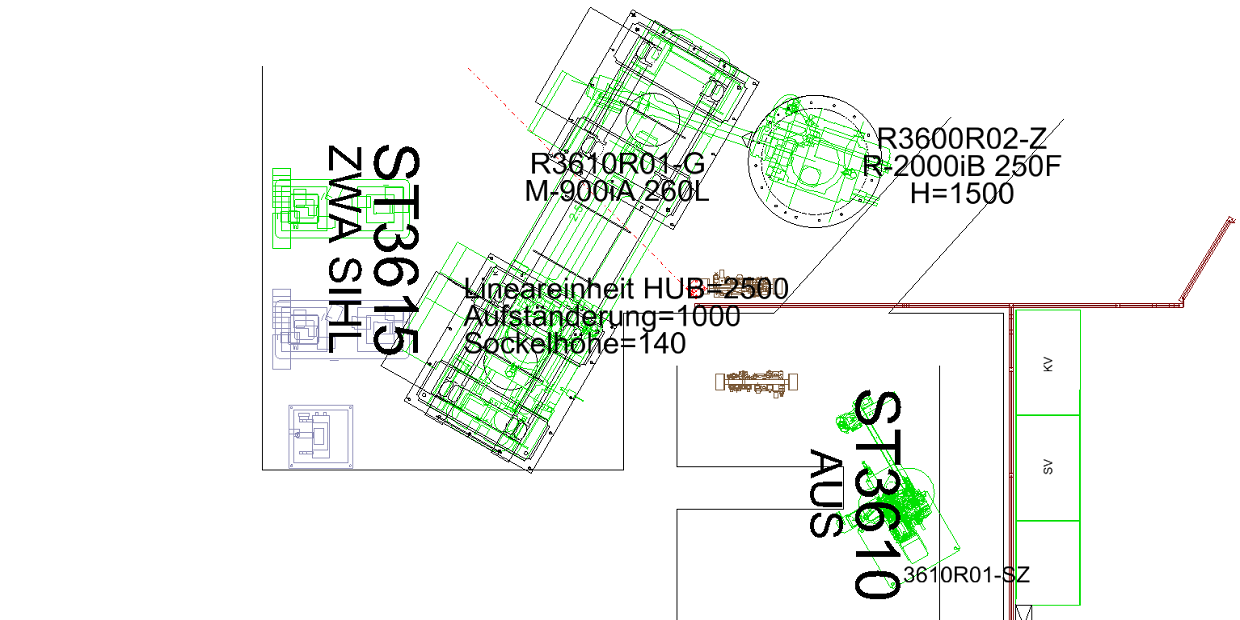 R3610R01-G
M-900iA 260L
R3600R02-Z
R-2000iB 250F
H=1500
ST3615
ZWA SIHL
Lineareinheit HUB=2500
Aufständerung=1000
Sockelhöhe=140
KV
SV
ST3610
AUS
3610R01-SZ